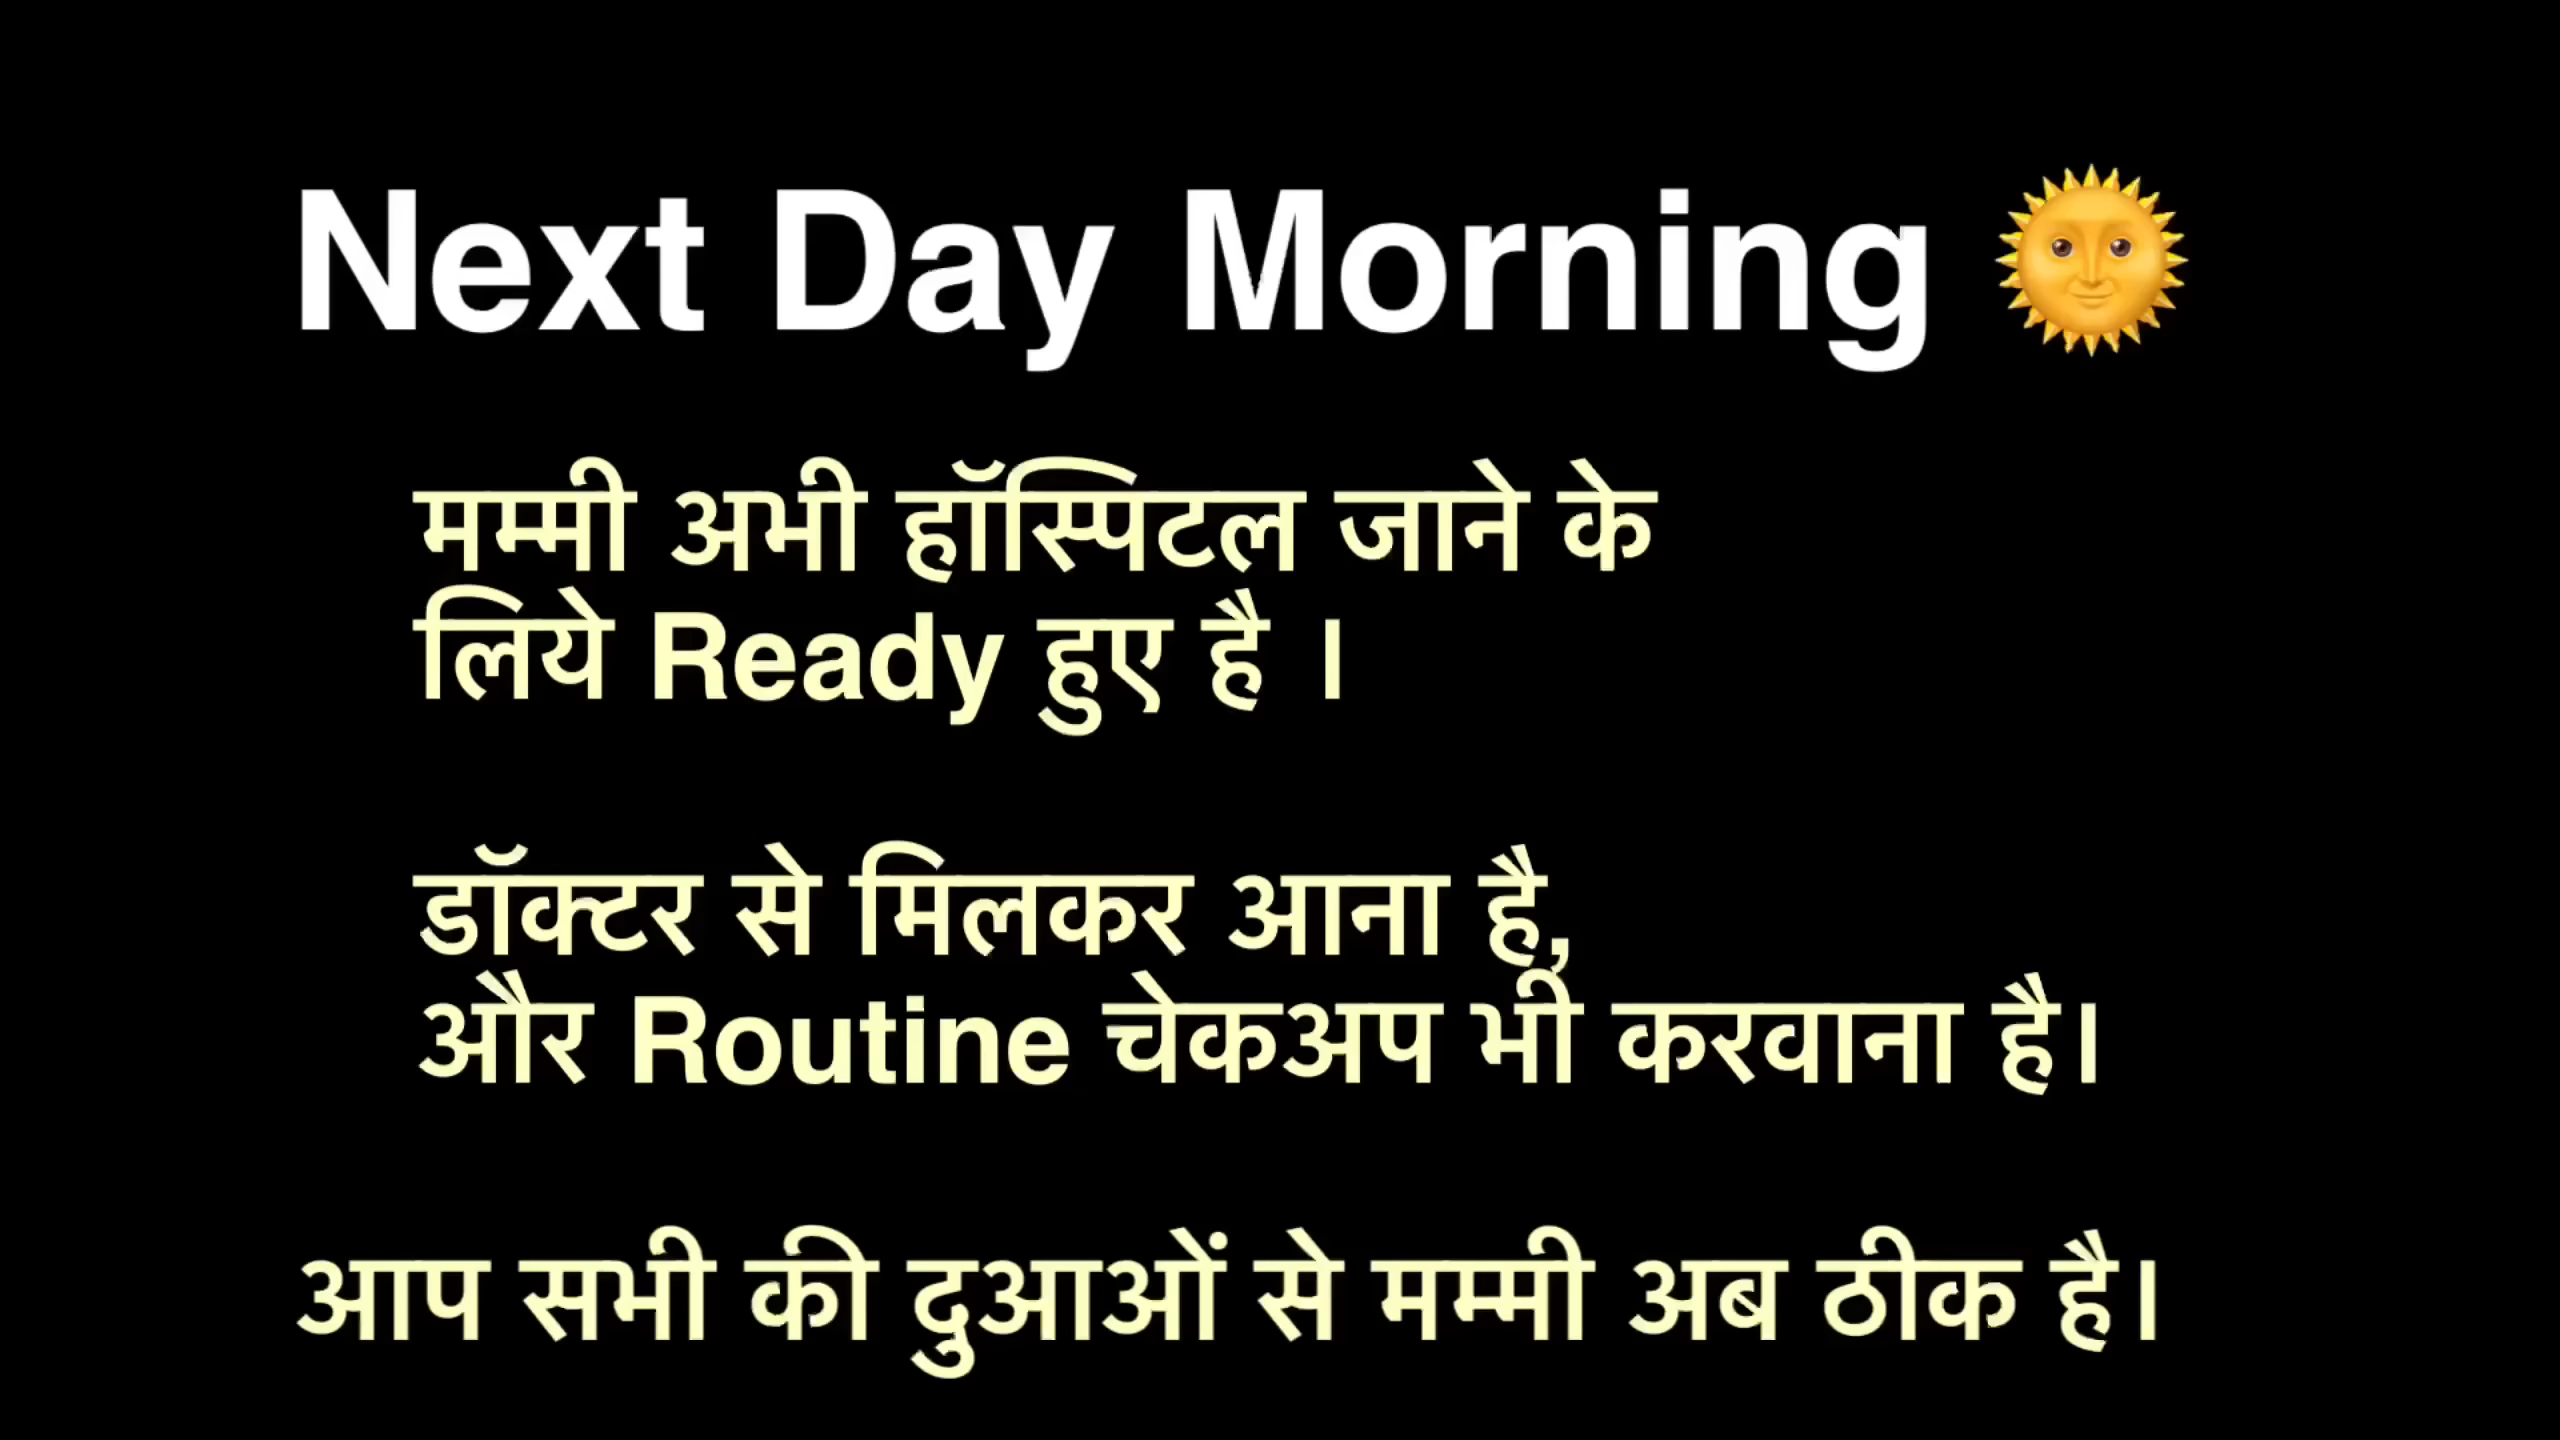 Next Day Morning 🌞
मम्मी अभी हॉस्पिटल जाने के
लिये Ready हुए है ।
डॉक्टर से मिलकर आना है,
और Routine चेकअप भी करवाना है।
आप सभी की दुआओं से मम्मी अब ठीक है।